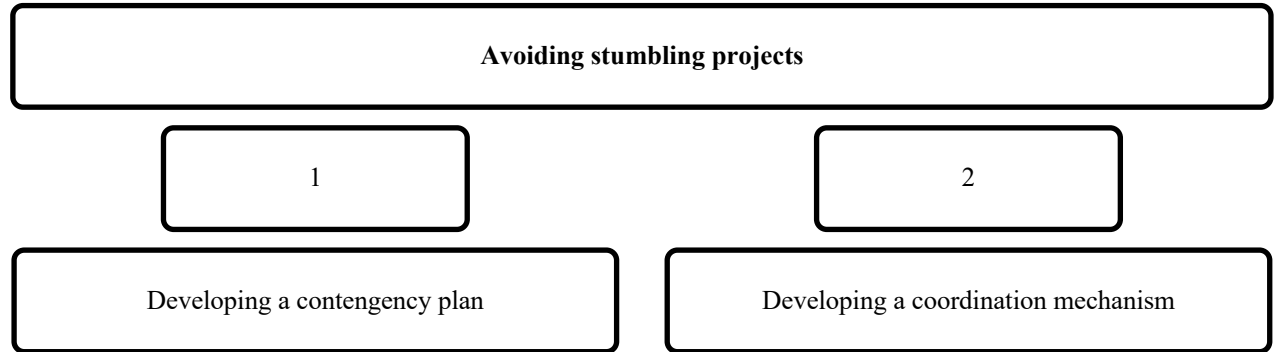 Avoiding stumbling projects
1
2
Developing a contengency plan
Developing a coordination mechanism